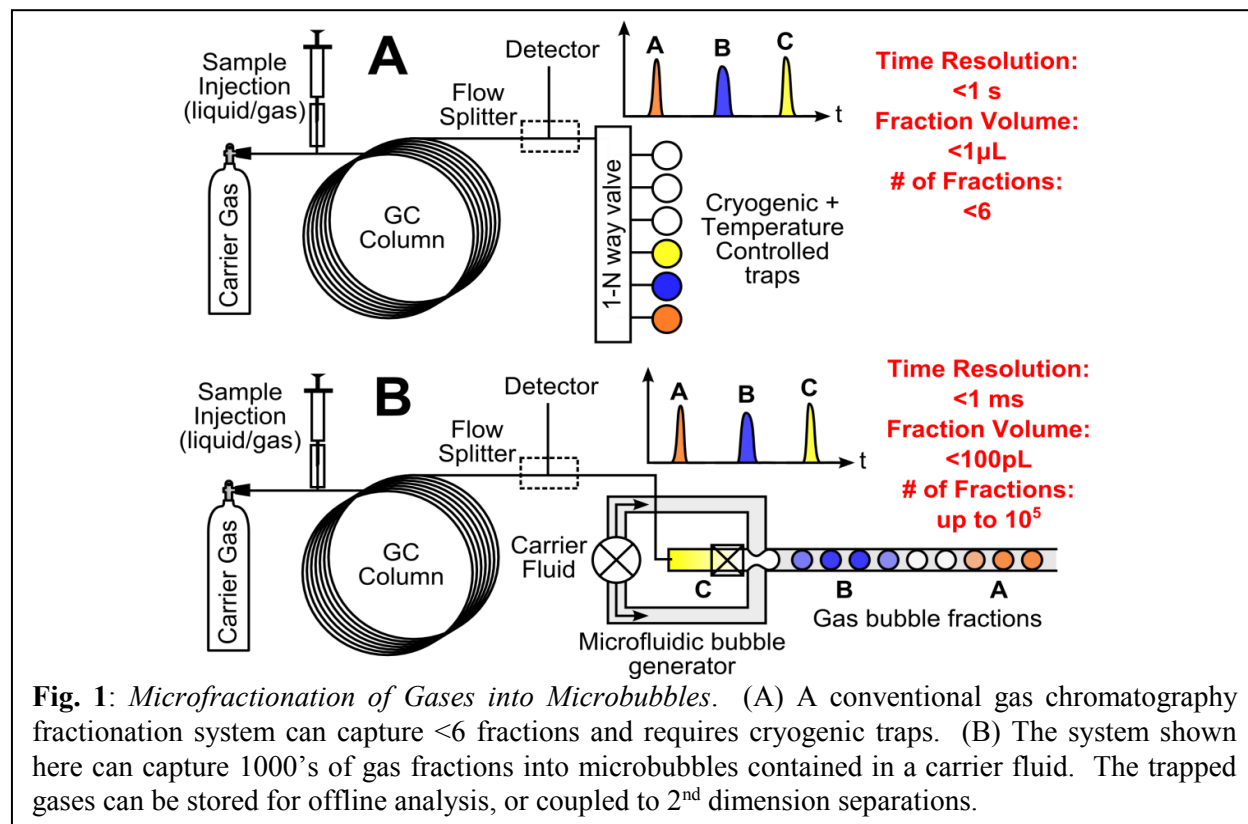 Sample
Injection
(liquid/gas)
A
Detector
Flow
Splitter
A
B
C
t
Time Resolution:
<1 s
Fraction Volume:
<1µL
# of Fractions:
<6
Carrier Gas
GC
Column
1-N way valve
Cryogenic +
Temperature
Controlled
traps
Sample
Injection
(liquid/gas)
B
Detector
Flow
Splitter
A
B
C
t
Time Resolution:
<1 ms
Fraction Volume:
<100pL
# of Fractions:
up to 10⁵
Carrier Gas
GC
Column
Carrier
Fluid
C
B
A
Microfluidic bubble
generator
Gas bubble fractions
Fig. 1: Microfractionation of Gases into Microbubbles. (A) A conventional gas chromatography
fractionation system can capture <6 fractions and requires cryogenic traps. (B) The system shown
here can capture 1000’s of gas fractions into microbubbles contained in a carrier fluid. The trapped
gases can be stored for offline analysis, or coupled to 2nd dimension separations.